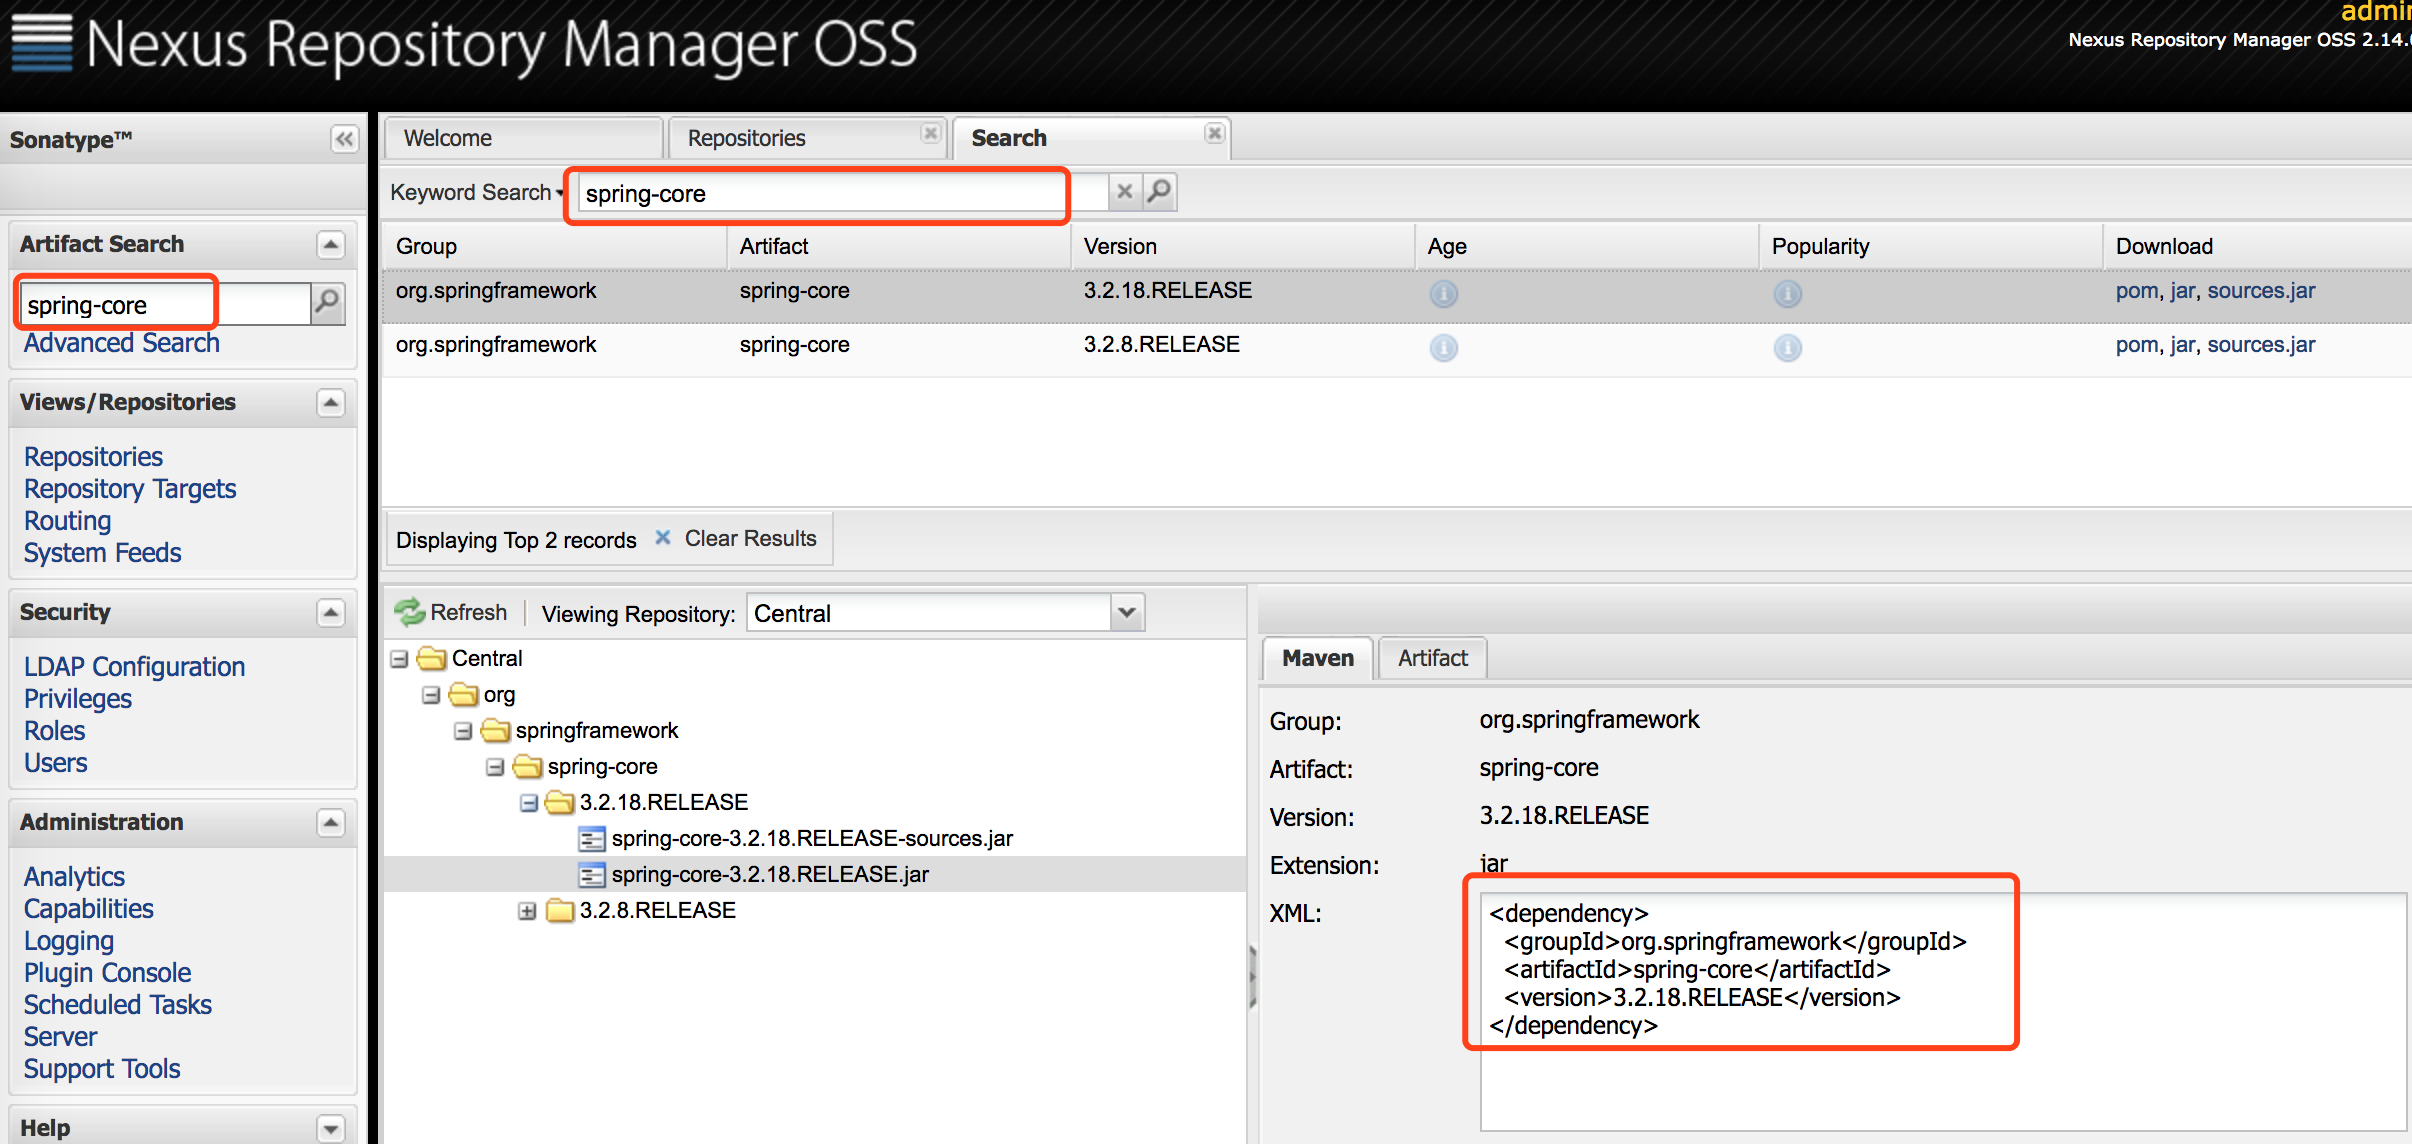 Nexus Repository Manager OSS
admin
Nexus Repository Manager OSS 2.14.
Sonatype™
Artifact Search
spring-core
Advanced Search
Views/Repositories
Repositories
Repository Targets
Routing
System Feeds
Security
LDAP Configuration
Privileges
Roles
Users
Administration
Analytics
Capabilities
Logging
Plugin Console
Scheduled Tasks
Server
Support Tools
Help
Welcome Repositories Search
Keyword Search spring-core
Group Artifact Version Age Popularity Download
org.springframework spring-core 3.2.18.RELEASE pom, jar, sources.jar
org.springframework spring-core 3.2.8.RELEASE pom, jar, sources.jar
Displaying Top 2 records Clear Results
Refresh Viewing Repository: Central
Central
org
springframework
spring-core
3.2.18.RELEASE
spring-core-3.2.18.RELEASE-sources.jar
spring-core-3.2.18.RELEASE.jar
3.2.8.RELEASE
Maven Artifact
Group: org.springframework
Artifact: spring-core
Version: 3.2.18.RELEASE
Extension: jar
XML:
<dependency>
<groupId>org.springframework</groupId>
<artifactId>spring-core</artifactId>
<version>3.2.18.RELEASE</version>
</dependency>